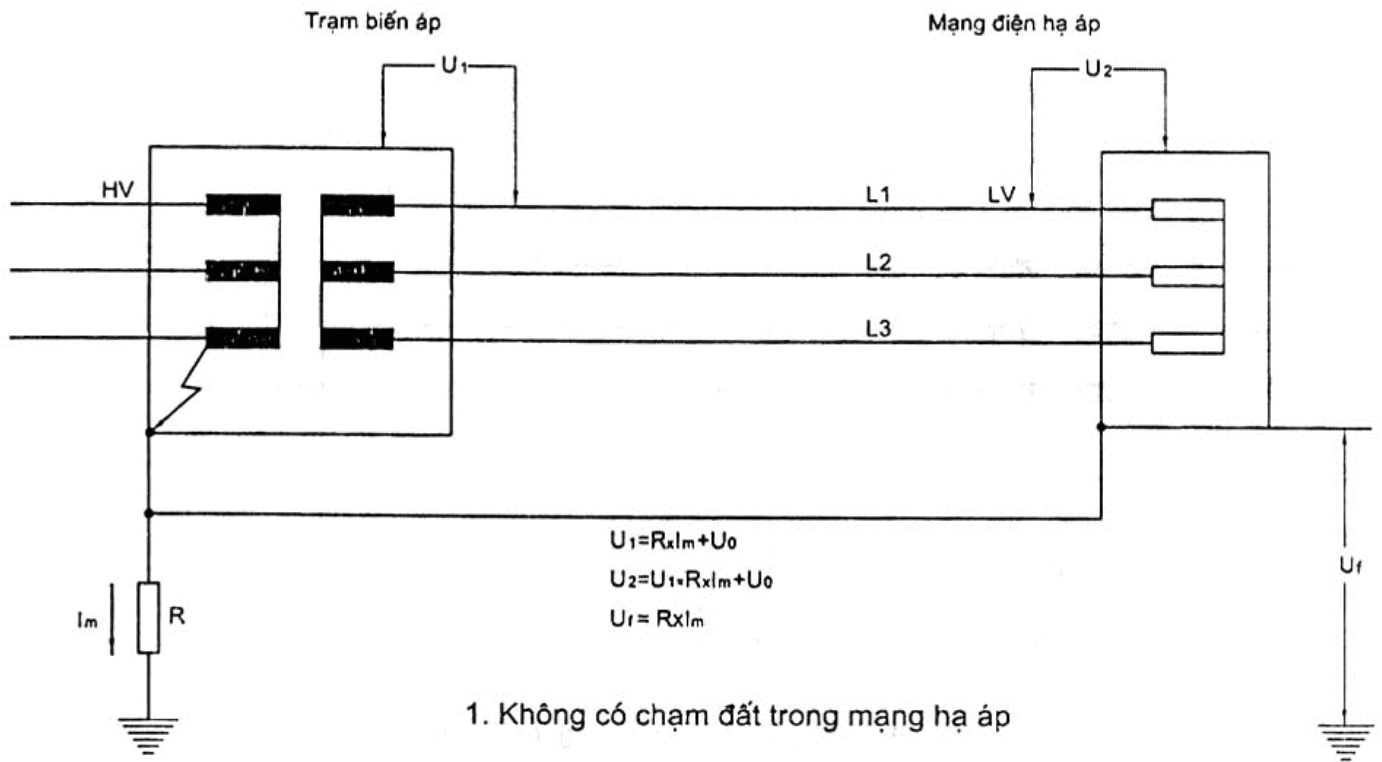 Trạm biến áp
Mạng điện hạ áp
U1
U2
HV
L1
LV
L2
L3
U1=RxIm+U0
U2=U1=RxIm+U0
Uf= RxIm
Uf
Im
R
1. Không có chạm đất trong mạng hạ áp